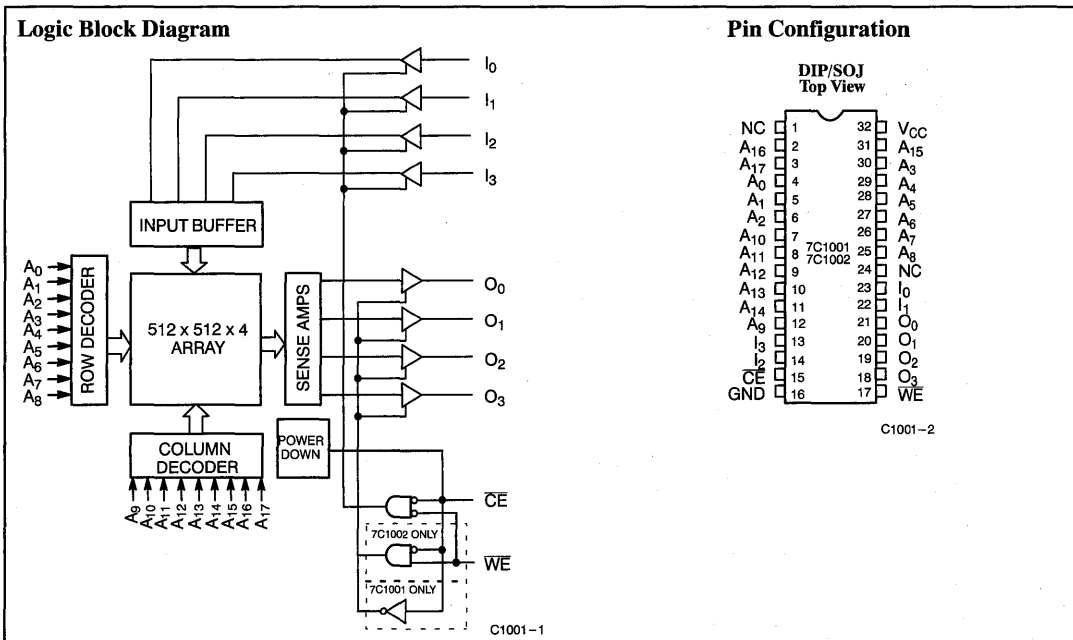 Logic Block Diagram
I0
I1
I2
I3
INPUT BUFFER
A0
A1
A2
A3
A4
A5
A6
A7
A8
ROW DECODER
512 x 512 x 4
ARRAY
SENSE AMPS
O0
O1
O2
O3
COLUMN
DECODER
A9
A10
A11
A12
A13
A14
A15
A16
A17
POWER
DOWN
CE
7C1002 ONLY
WE
7C1001 ONLY
C1001-1
Pin Configuration
DIP/SOJ
Top View
NC 1 32 VCC
A16 2 31 A15
A17 3 30 A3
A0 4 29 A4
A1 5 28 A5
A2 6 27 A6
A10 7 26 A7
A11 8 25 A8
7C1001
7C1002
A12 9 24 NC
A13 10 23 I0
A14 11 22 I1
A9 12 21 O0
I3 13 20 O1
I2 14 19 O2
CE 15 18 O3
GND 16 17 WE
C1001-2